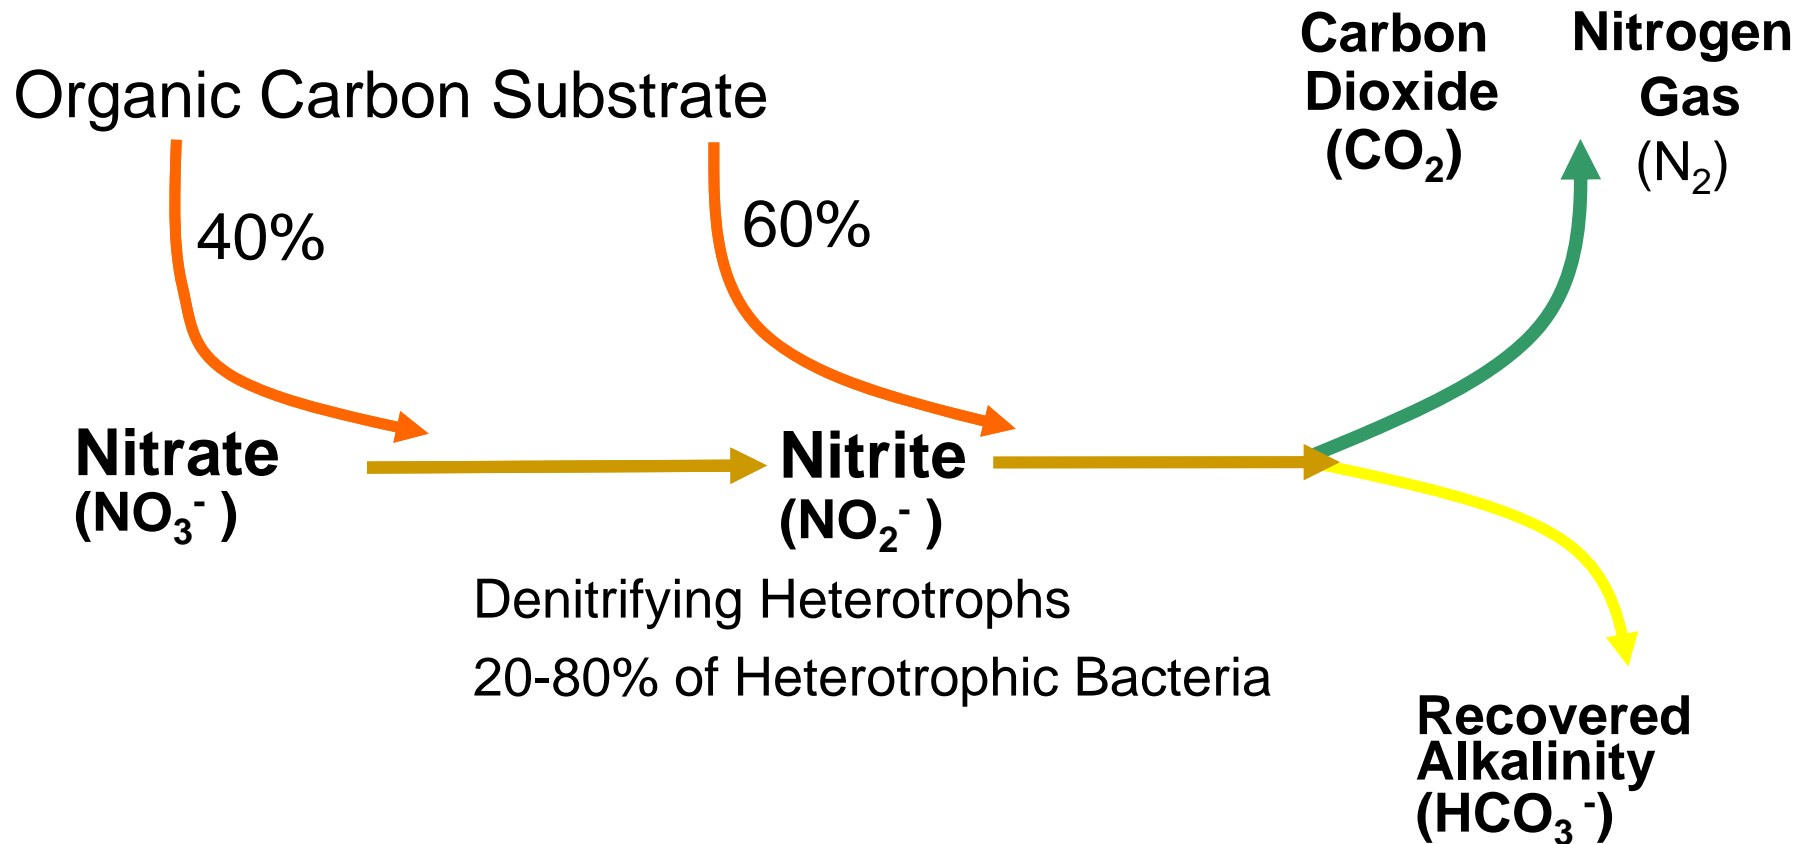 Organic Carbon Substrate
40%
60%
Carbon
Dioxide
(CO₂)
Nitrogen
Gas
(N₂)
Nitrate
(NO₃⁻ )
Nitrite
(NO₂⁻ )
Denitrifying Heterotrophs
20-80% of Heterotrophic Bacteria
Recovered
Alkalinity
(HCO₃⁻)